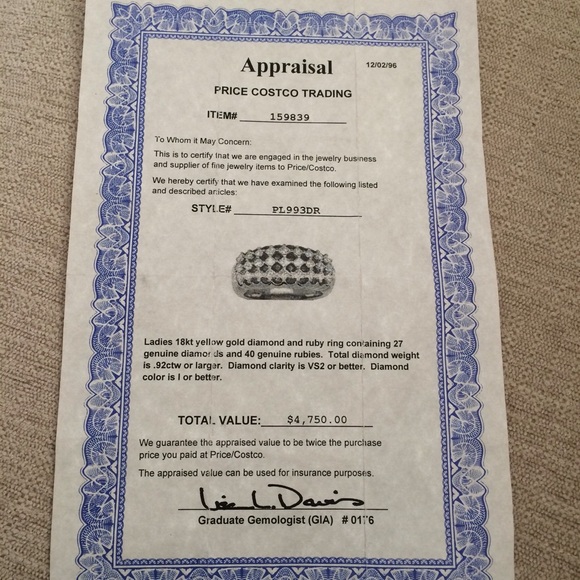 Appraisal
12/02/96
PRICE COSTCO TRADING
ITEM# 159839
To Whom it May Concern:
This is to certify that we are engaged in the jewelry business
and supplier of fine jewelry items to Price/Costco.
We hereby certify that we have examined the following listed
and described articles:
STYLE# PL993DR
Ladies 18kt yellow gold diamond and ruby ring containing 27
genuine diamonds and 40 genuine rubies. Total diamond weight
is .92ctw or larger. Diamond clarity is VS2 or better. Diamond
color is I or better.
TOTAL VALUE: $4,750.00
We guarantee the appraised value to be twice the purchase
price you paid at Price/Costco.
The appraised value can be used for insurance purposes.
Lisa L. Davis
Graduate Gemologist (GIA) #